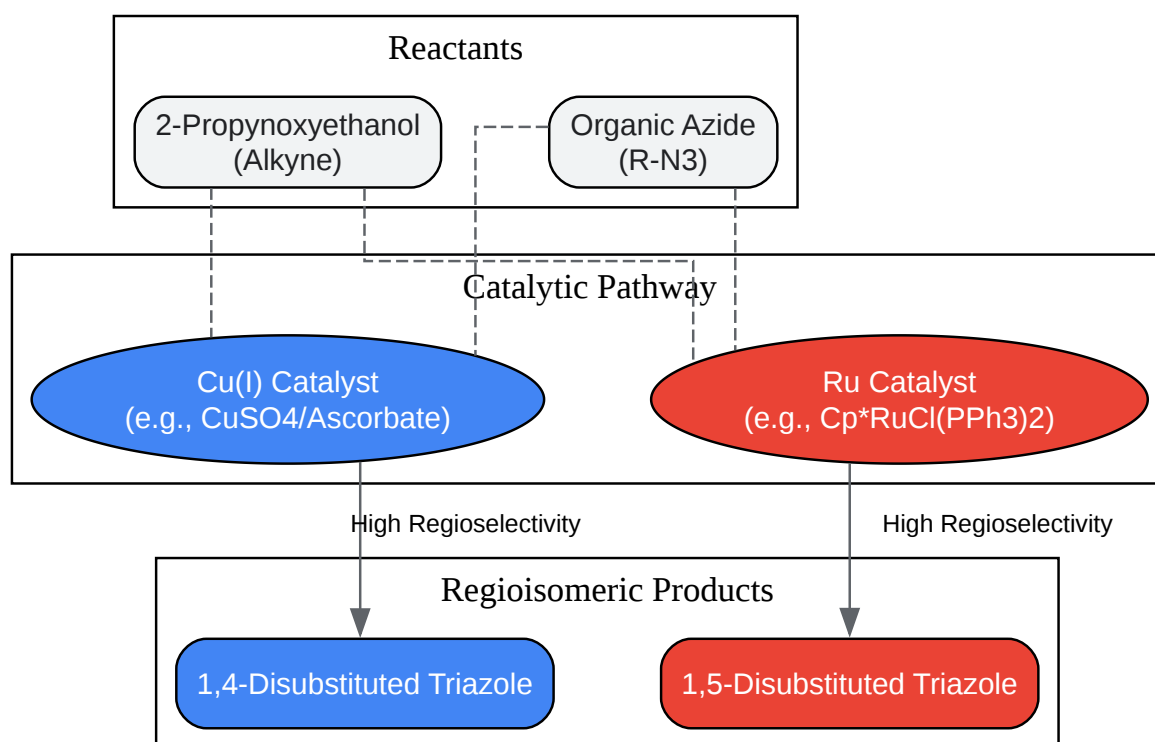 Reactants
2-Propynoxyethanol
(Alkyne)
Organic Azide
(R-N3)
Catalytic Pathway
Cu(I) Catalyst
(e.g., CuSO4/Ascorbate)
Ru Catalyst
(e.g., Cp*RuCl(PPh3)2)
High Regioselectivity
High Regioselectivity
Regioisomeric Products
1,4-Disubstituted Triazole
1,5-Disubstituted Triazole